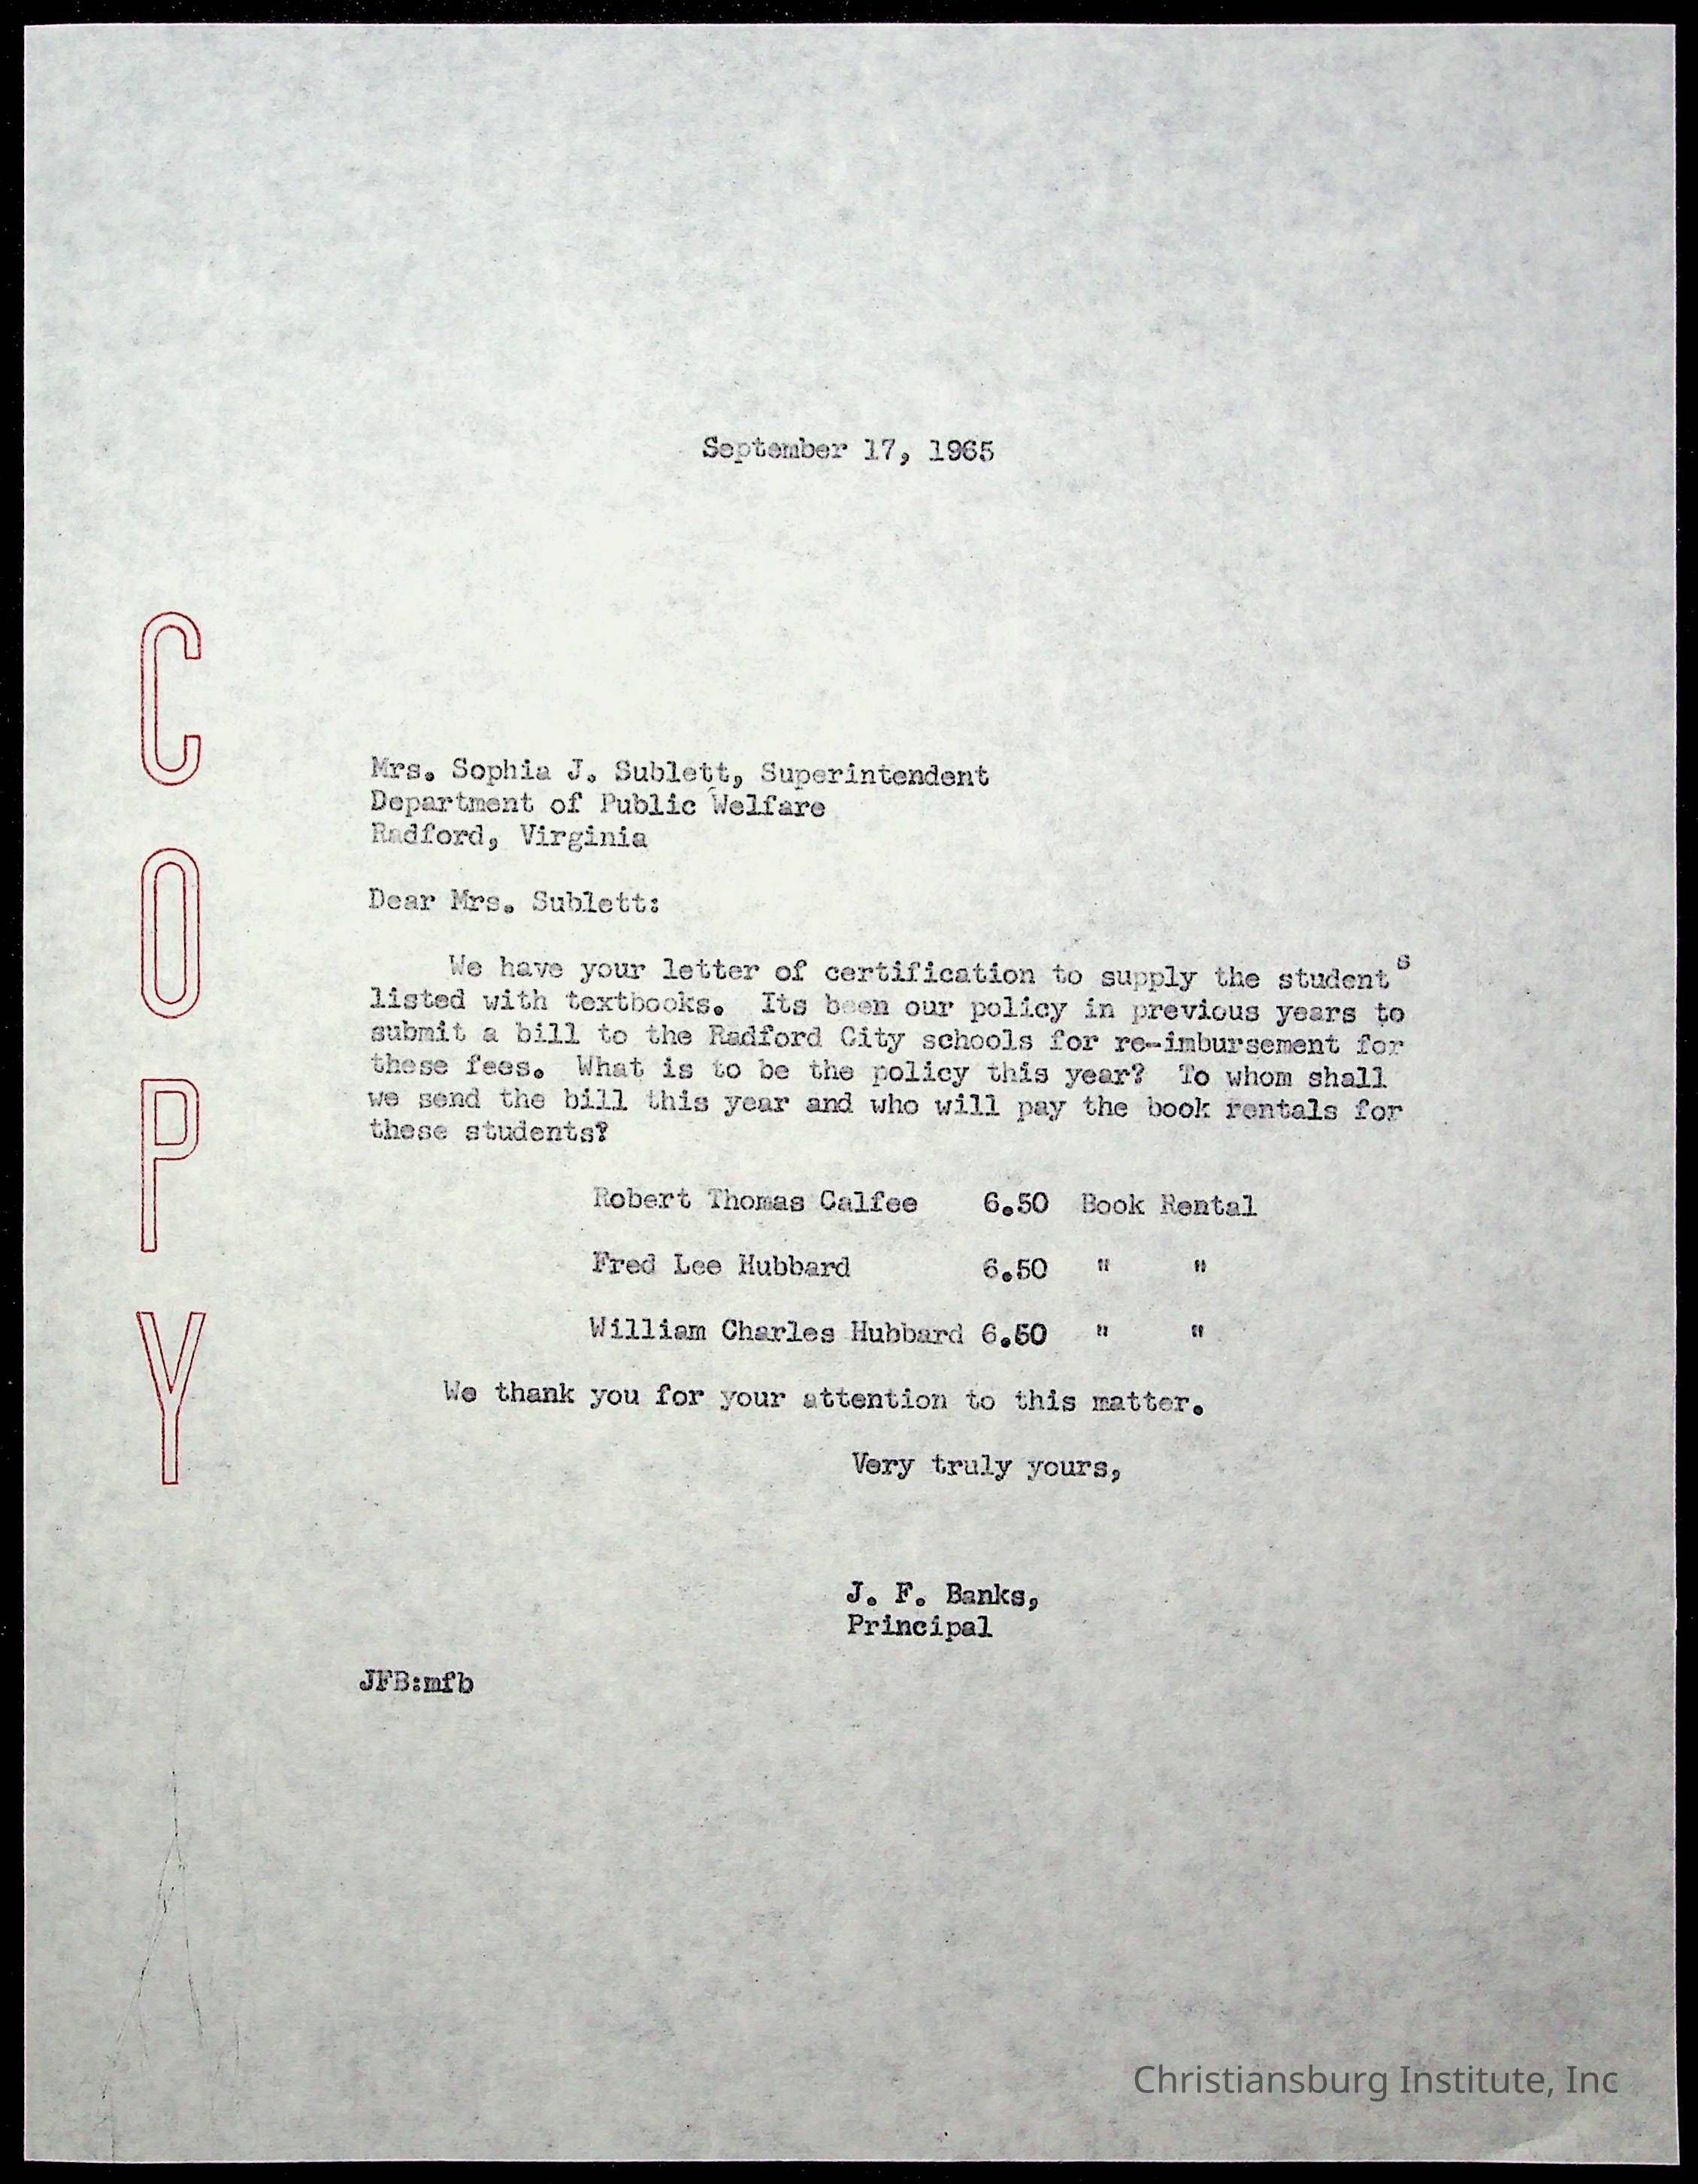 September 17, 1965
COPY
Mrs. Sophia J. Sublett, Superintendent
Department of Public Welfare
Radford, Virginia
Dear Mrs. Sublett:
We have your letter of certification to supply the students
listed with textbooks. Its been our policy in previous years to
submit a bill to the Radford City schools for re-imbursement for
these fees. What is to be the policy this year? To whom shall
we send the bill this year and who will pay the book rentals for
these students?
Robert Thomas Calfee 6.50 Book Rental
Fred Lee Hubbard 6.50 " "
William Charles Hubbard 6.50 " "
We thank you for your attention to this matter.
Very truly yours,
J. F. Banks,
Principal
JFB:mfb
Christiansburg Institute, Inc